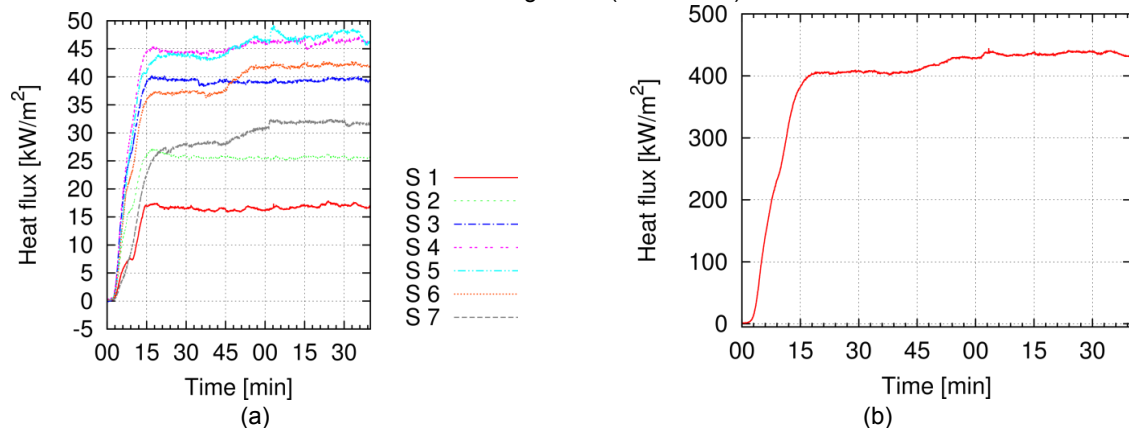 50
45
40
35
30
25
20
15
10
5
0
-5
Heat flux [kW/m²]
00 15 30 45 00 15 30
Time [min]
(a)
S 1
S 2
S 3
S 4
S 5
S 6
S 7
500
400
300
200
100
0
Heat flux [kW/m²]
00 15 30 45 00 15 30
Time [min]
(b)